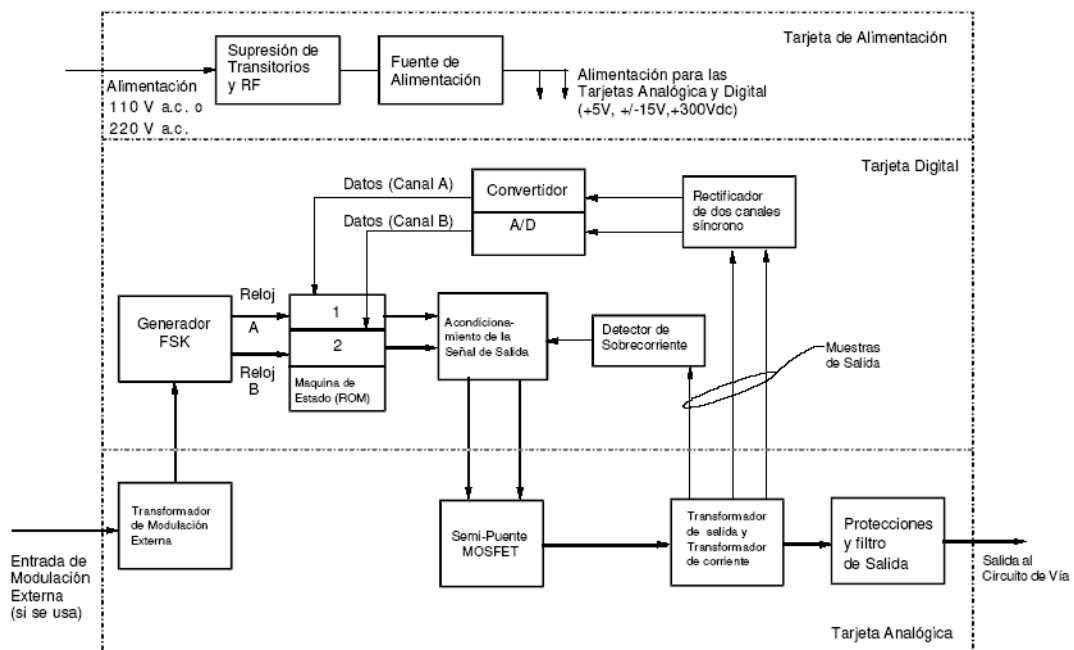 Tarjeta de Alimentación
Supresión de
Transitorios
y RF
Fuente de
Alimentación
Alimentación
110 V a.c. o
220 V a.c.
Alimentación para las
Tarjetas Analógica y Digital
(+5V, +/-15V,+300Vdc)
Tarjeta Digital
Datos (Canal A)
Convertidor
A/D
Datos (Canal B)
Rectificador
de dos canales
síncrono
Generador
FSK
Reloj
A
Reloj
B
1
2
Maquina de
Estado (ROM)
Acondiciona-
miento de la
Señal de Salida
Detector de
Sobrecorriente
Muestras
de Salida
Transformador
de Modulación
Externa
Entrada de
Modulación
Externa
(si se usa)
Semi-Puente
MOSFET
Transformador
de salida y
Transformador
de corriente
Protecciones
y filtro
de Salida
Salida al
Circuito de Vía
Tarjeta Analógica